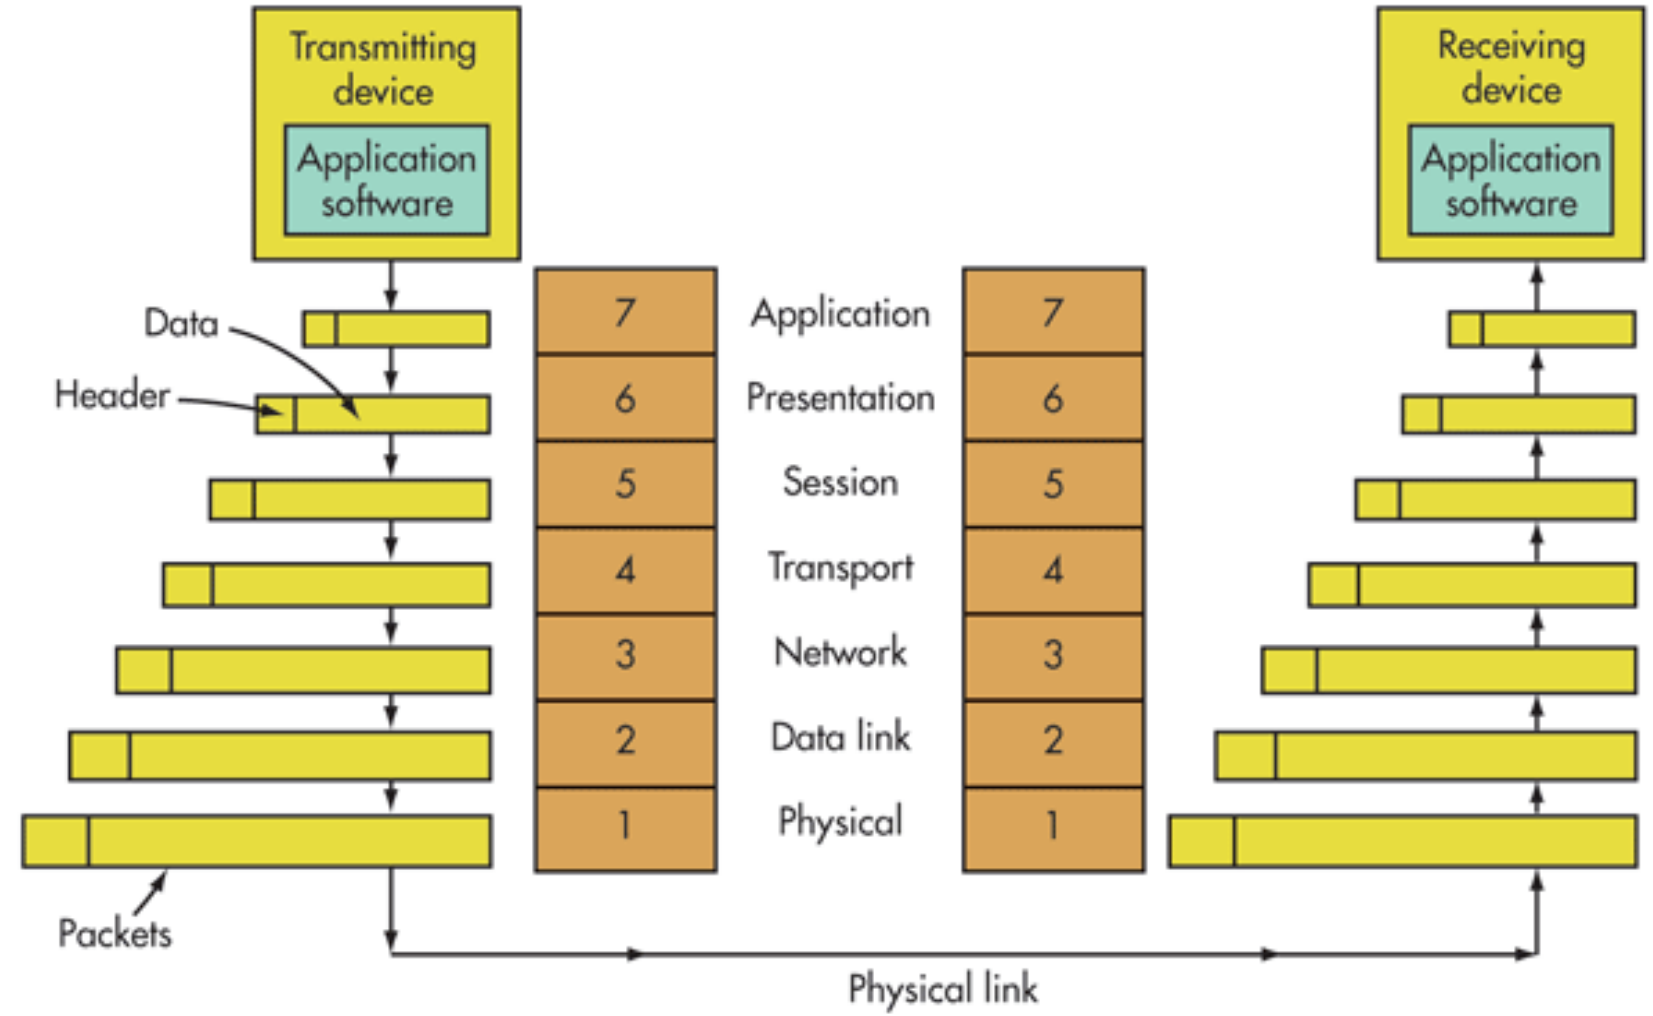 Transmitting
device
Application
software
Receiving
device
Application
software
Data
Header
Packets
7 Application 7
6 Presentation 6
5 Session 5
4 Transport 4
3 Network 3
2 Data link 2
1 Physical 1
Physical link